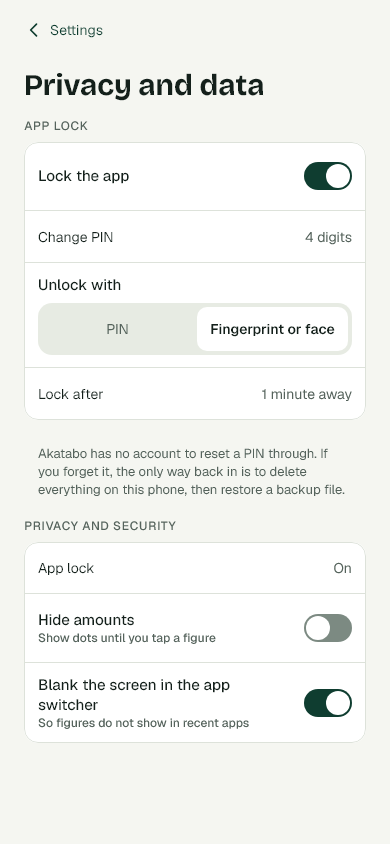 Settings
Privacy and data
APP LOCK
Lock the app
Change PIN
4 digits
Unlock with
PIN
Fingerprint or face
Lock after
1 minute away
Akatabo has no account to reset a PIN through. If
you forget it, the only way back in is to delete
everything on this phone, then restore a backup file.
PRIVACY AND SECURITY
App lock
On
Hide amounts
Show dots until you tap a figure
Blank the screen in the app
switcher
So figures do not show in recent apps